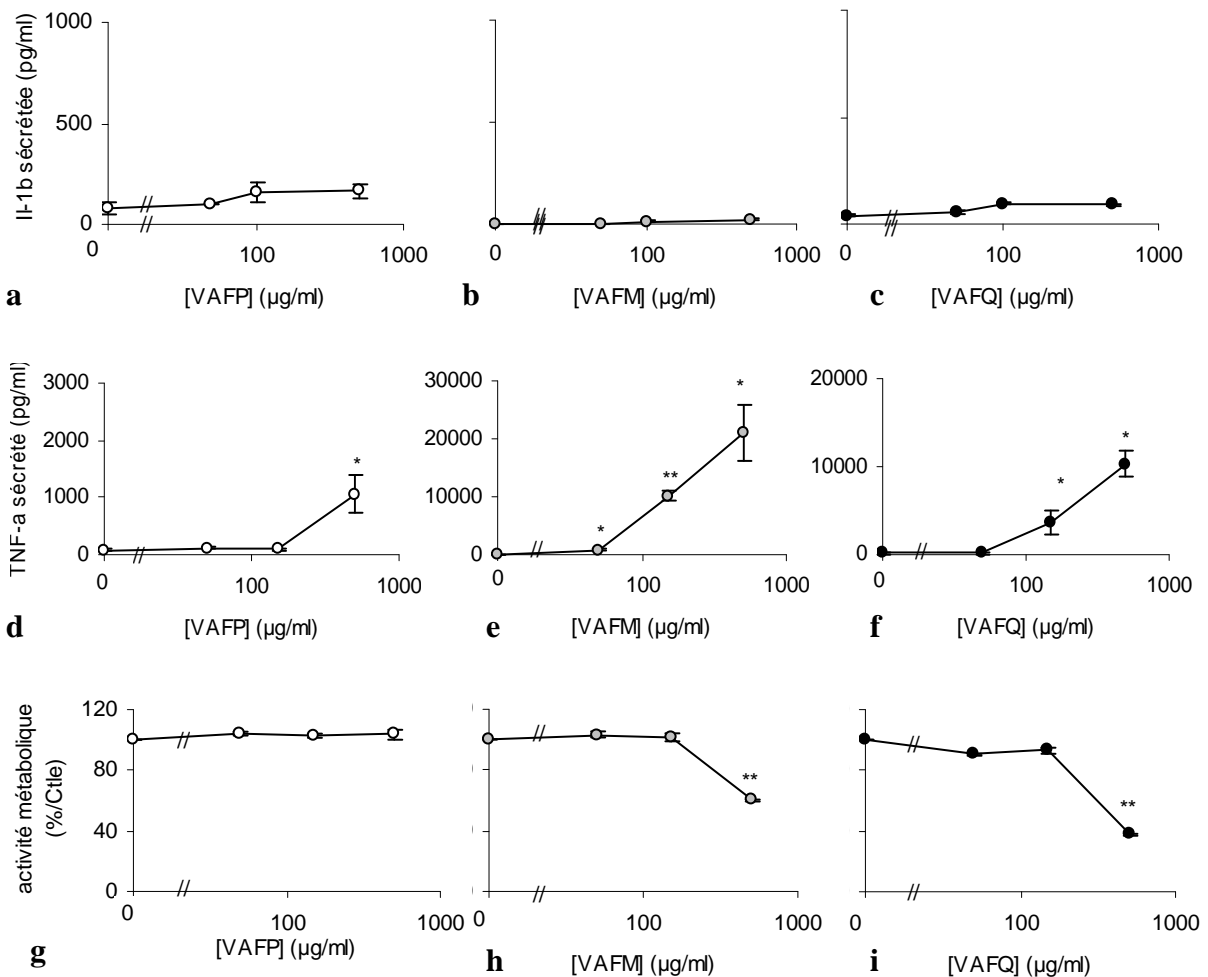 Il-1b sécrétée (pg/ml)
1000
500
0
0 100 1000
0 100 1000
0 100 1000
a [VAFP] (µg/ml)
b [VAFM] (µg/ml)
c [VAFQ] (µg/ml)
TNF-a sécrété (pg/ml)
3000
2000
1000
0
*
30000
20000
10000
0
*
**
*
20000
10000
0
*
*
0 100 1000
0 100 1000
0 100 1000
d [VAFP] (µg/ml)
e [VAFM] (µg/ml)
f [VAFQ] (µg/ml)
activité métabolique
(%/Ctle)
120
80
40
0
**
**
0 100 1000
0 100 1000
0 100 1000
g [VAFP] (µg/ml)
h [VAFM] (µg/ml)
i [VAFQ] (µg/ml)